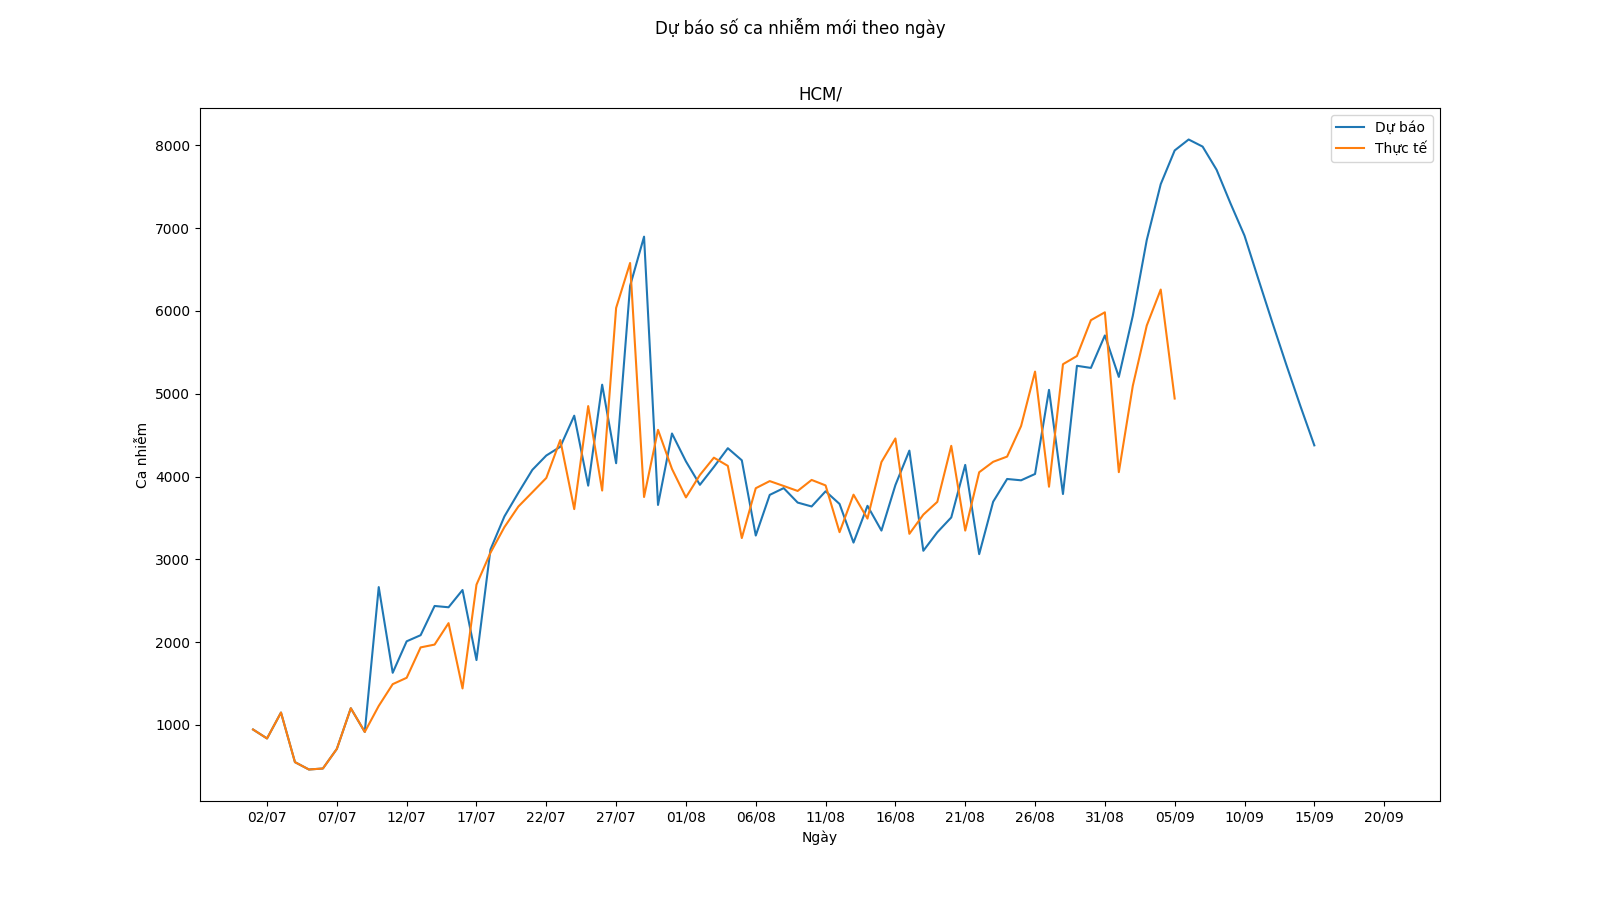 Dự báo số ca nhiễm mới theo ngày
HCM/
Dự báo
Thực tế
8000
7000
6000
5000
4000
3000
2000
1000
Ca nhiễm
02/07 07/07 12/07 17/07 22/07 27/07 01/08 06/08 11/08 16/08 21/08 26/08 31/08 05/09 10/09 15/09 20/09
Ngày